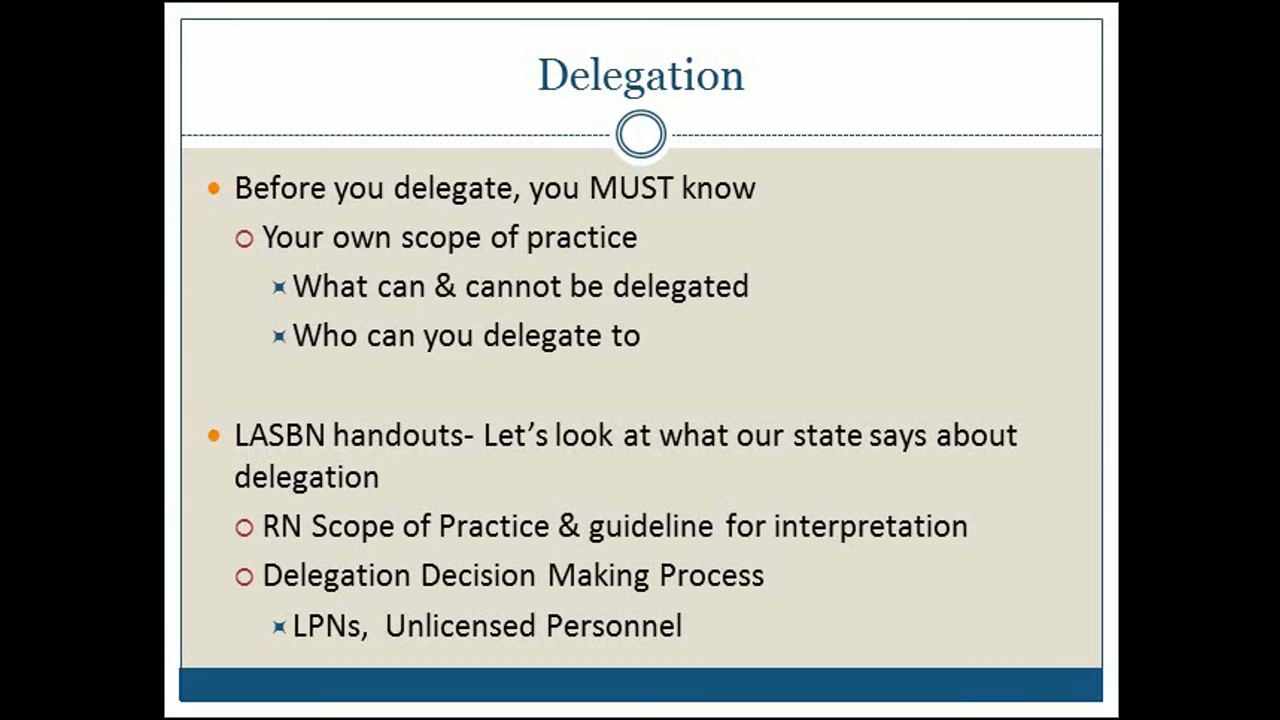 Delegation
Before you delegate, you MUST know
Your own scope of practice
What can & cannot be delegated
Who can you delegate to
LASBN handouts- Let’s look at what our state says about
delegation
RN Scope of Practice & guideline for interpretation
Delegation Decision Making Process
LPNs, Unlicensed Personnel